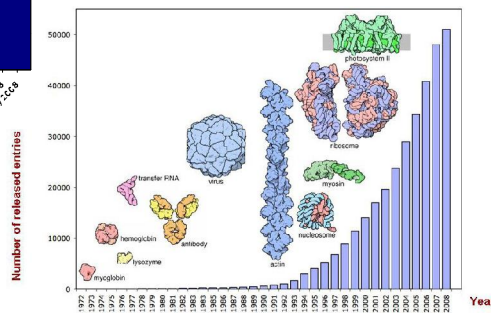 50000
photosystem II
40000
ribosome
30000
virus
transfer RNA
myosin
20000
antibody
nucleosome
hemoglobin
10000
lysozyme
actin
myoglobin
0
Number of released entries
1972 1973 1974 1975 1976 1977 1978 1979 1980 1981 1982 1983 1984 1985 1986 1987 1988 1989 1990 1991 1992 1993 1994 1995 1996 1997 1998 1999 2000 2001 2002 2003 2004 2005 2006 2007 2008
Yea